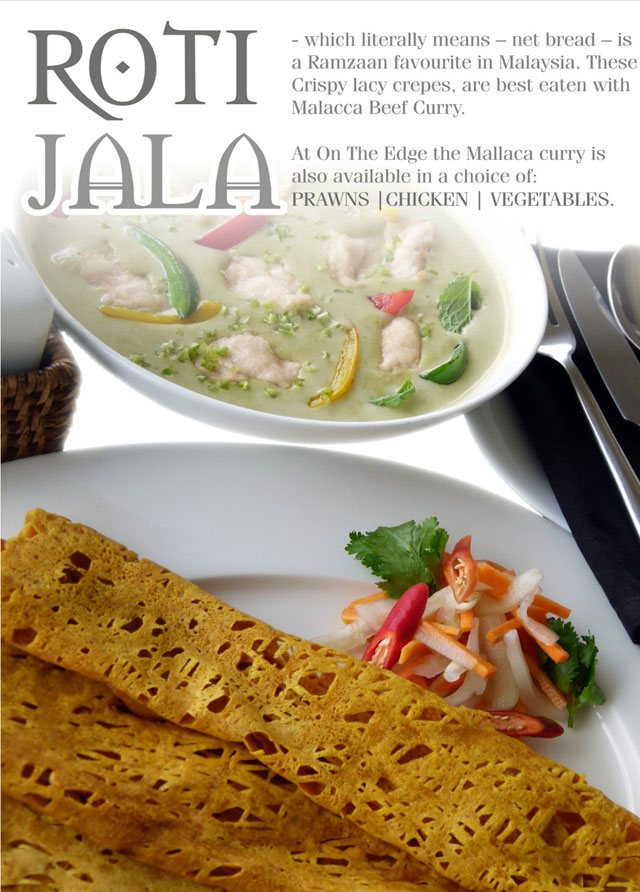 ROTI
JALA
- which literally means – net bread – is
a Ramzaan favourite in Malaysia. These
Crispy lacy crepes, are best eaten with
Malacca Beef Curry.
At On The Edge the Mallaca curry is
also available in a choice of:
PRAWNS | CHICKEN | VEGETABLES.